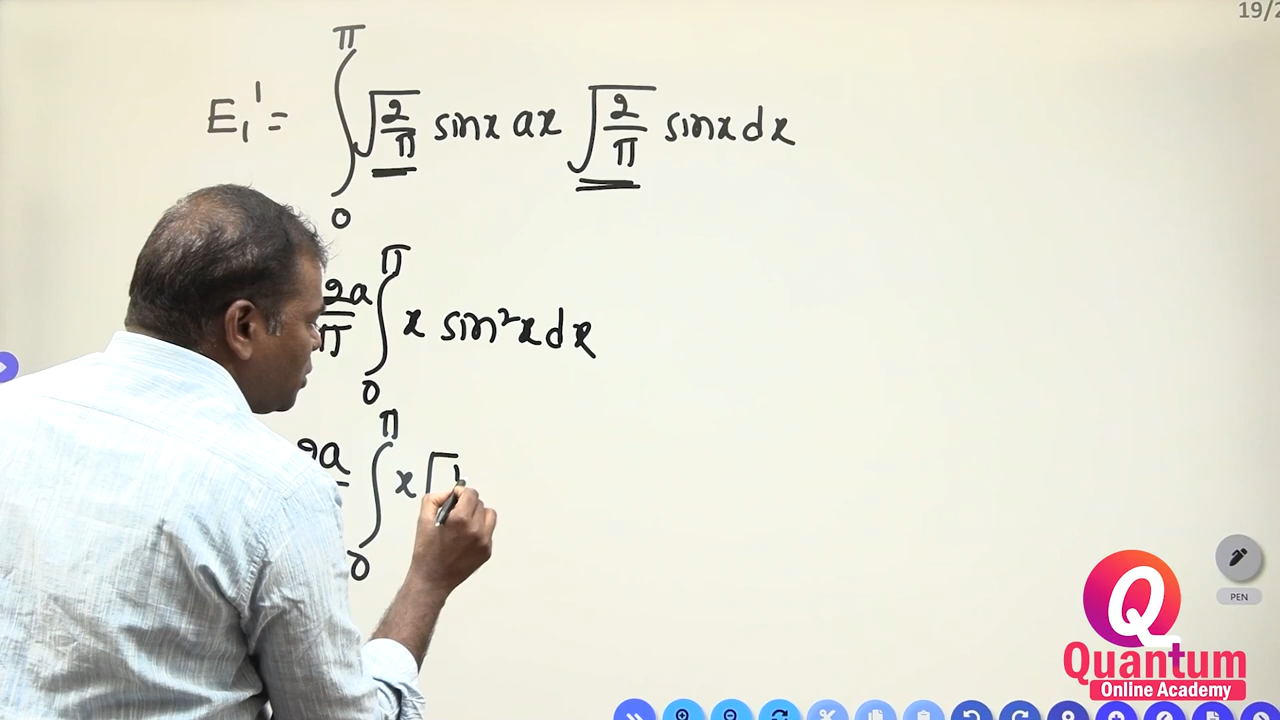 19/2
π
E₁¹ = ∫ √2/π sinx ax √2/π sinx dx
0
π
2a/π ∫ x sin²x dx
0
π
2a ∫ x [1
0
PEN
Q
Quantum
Online Academy